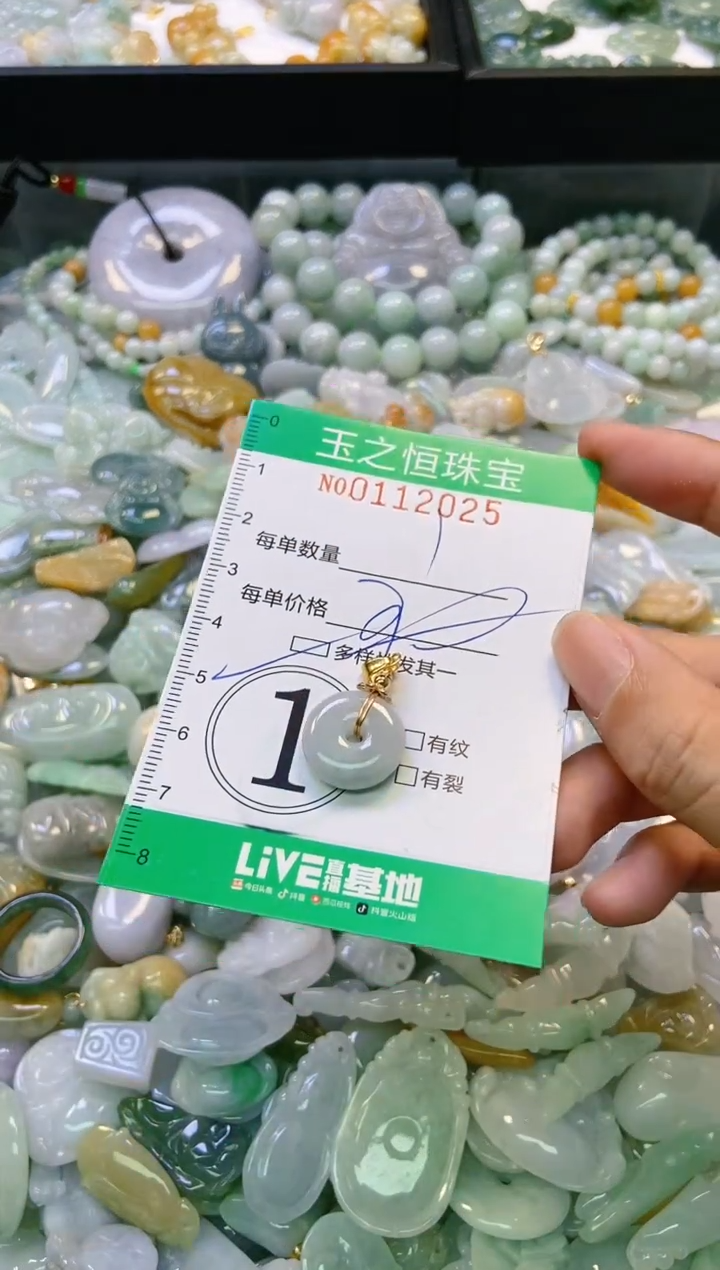 玉之恒珠宝
NO0112025
每单数量
每单价格
多样 发其一
1
有纹
有裂
LiVE直播基地
今日头条 抖音 西瓜视频 抖音火山版
0
1
2
3
4
5
6
7
8